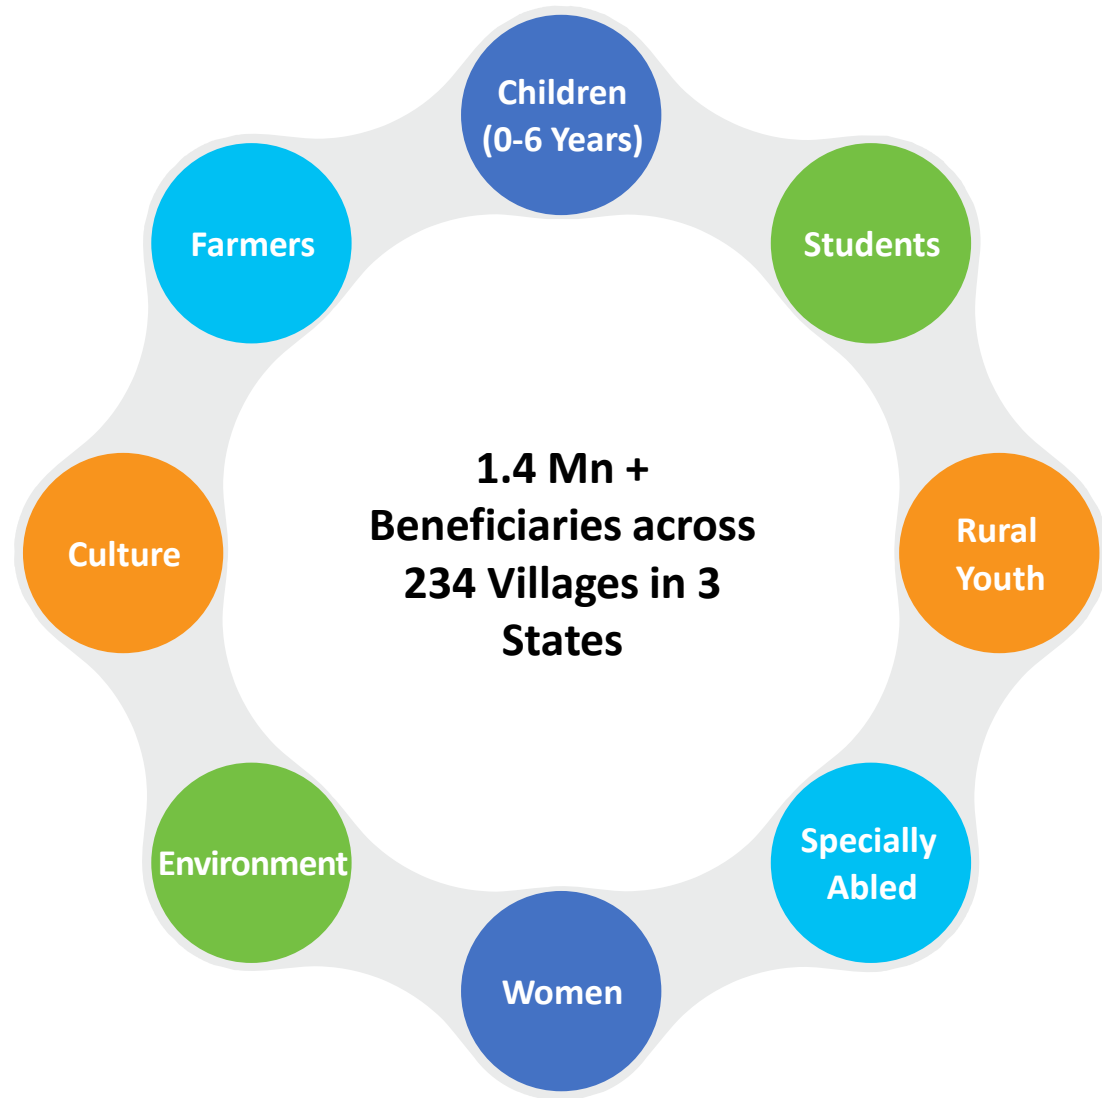 Children
(0-6 Years)
Students
Rural
Youth
Specially
Abled
Women
Environment
Culture
Farmers
1.4 Mn +
Beneficiaries across
234 Villages in 3
States